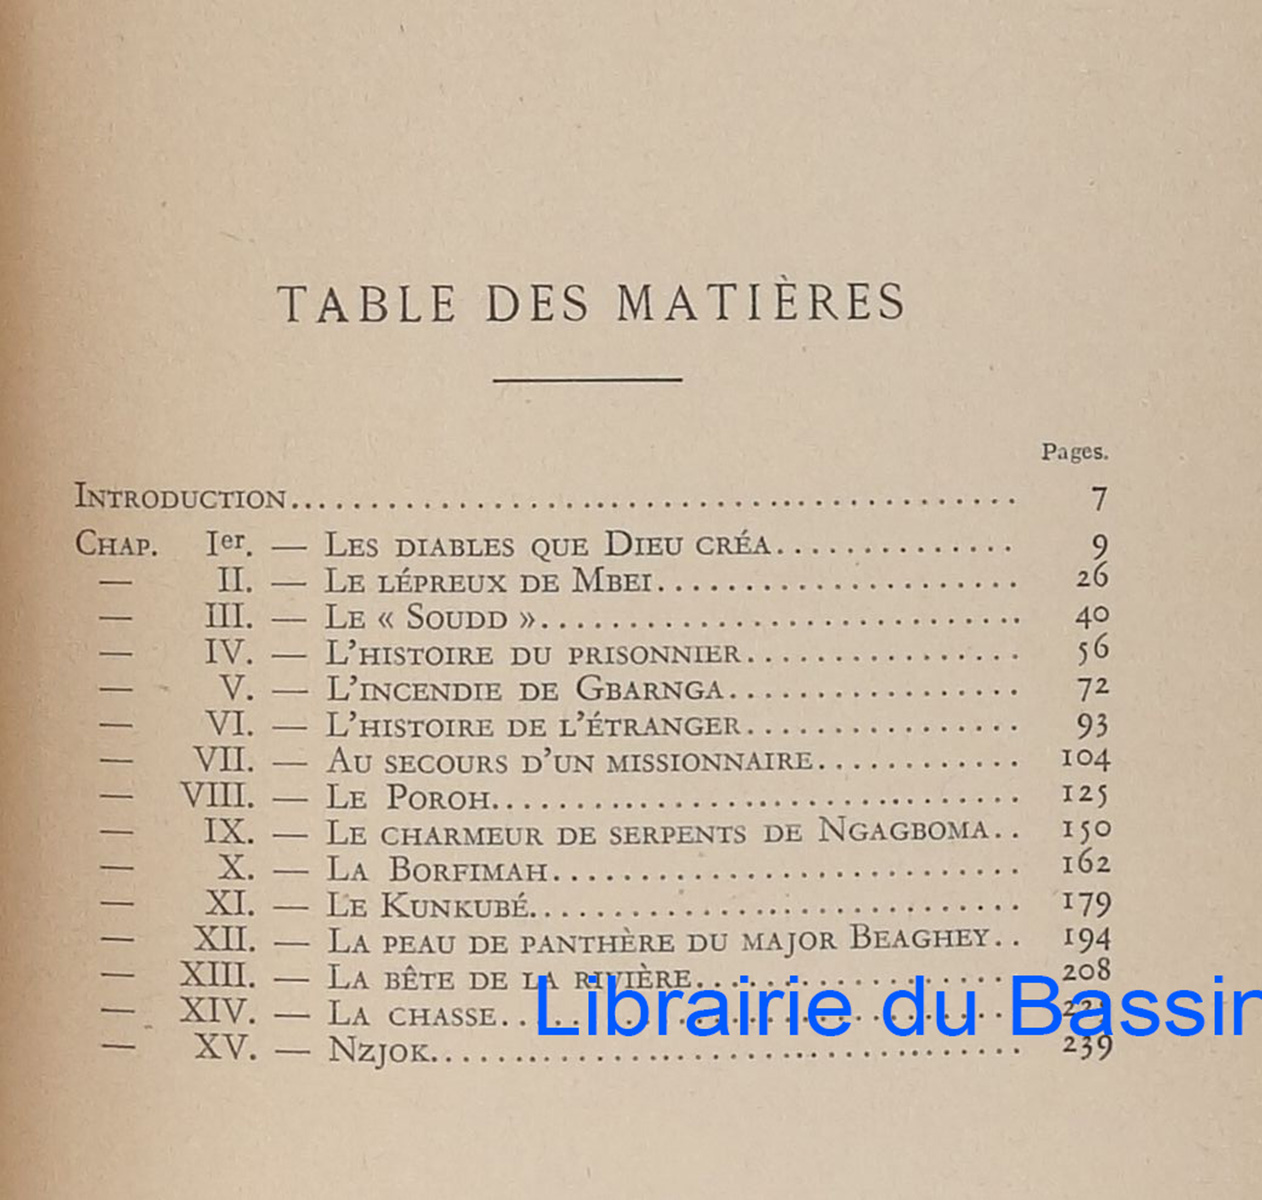 TABLE DES MATIÈRES
Pages.
INTRODUCTION................................................ 7
CHAP. Ier. — LES DIABLES QUE DIEU CRÉA.............. 9
— II. — LE LÉPREUX DE MBEI..................... 26
— III. — LE « SOUDD »............................ 40
— IV. — L'HISTOIRE DU PRISONNIER................ 56
— V. — L'INCENDIE DE GBARNGA................. 72
— VI. — L'HISTOIRE DE L'ÉTRANGER................ 93
— VII. — AU SECOURS D'UN MISSIONNAIRE............ 104
— VIII. — LE POROH............................... 125
— IX. — LE CHARMEUR DE SERPENTS DE NGAGBOMA.. 150
— X. — LA BORFIMAH........................... 162
— XI. — LE KUNKUBÉ............................ 179
— XII. — LA PEAU DE PANTHÈRE DU MAJOR BEAGHEY.. 194
— XIII. — LA BÊTE DE LA RIVIÈRE.................. 208
— XIV. — LA CHASSE..............................
— XV. — NZJOK.................................. 239
Librairie du Bassin